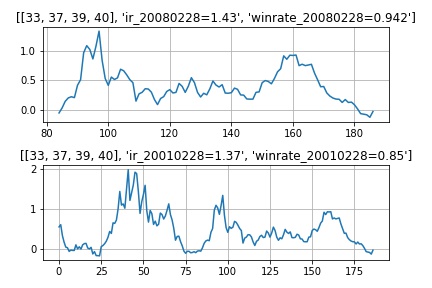 [[33, 37, 39, 40], 'ir_20080228=1.43', 'winrate_20080228=0.942']
1.0
0.5
0.0
80 100 120 140 160 180
[[33, 37, 39, 40], 'ir_20010228=1.37', 'winrate_20010228=0.85']
2
1
0
0 25 50 75 100 125 150 175